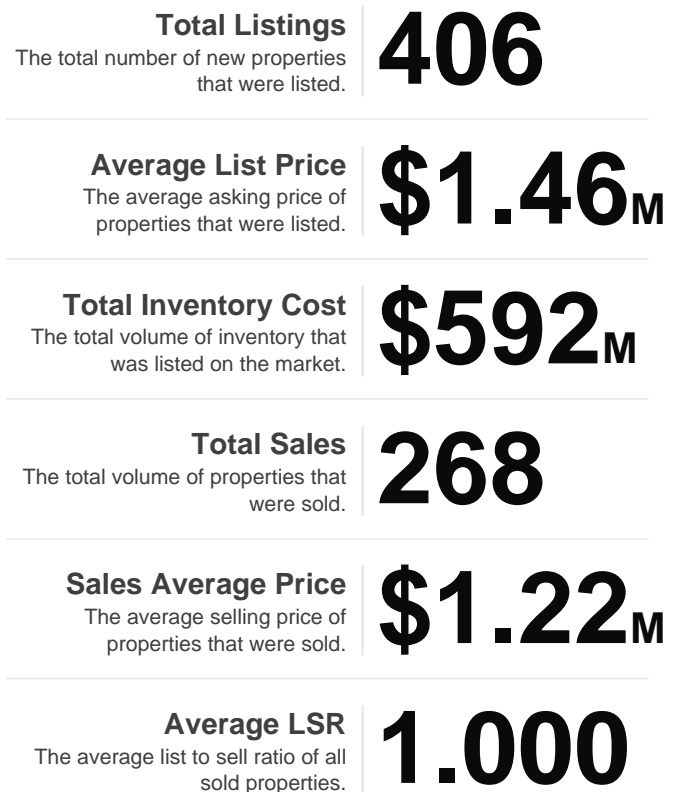 Total Listings
The total number of new properties
that were listed.
406
Average List Price
The average asking price of
properties that were listed.
$1.46M
Total Inventory Cost
The total volume of inventory that
was listed on the market.
$592M
Total Sales
The total volume of properties that
were sold.
268
Sales Average Price
The average selling price of
properties that were sold.
$1.22M
Average LSR
The average list to sell ratio of all
sold properties.
1.000